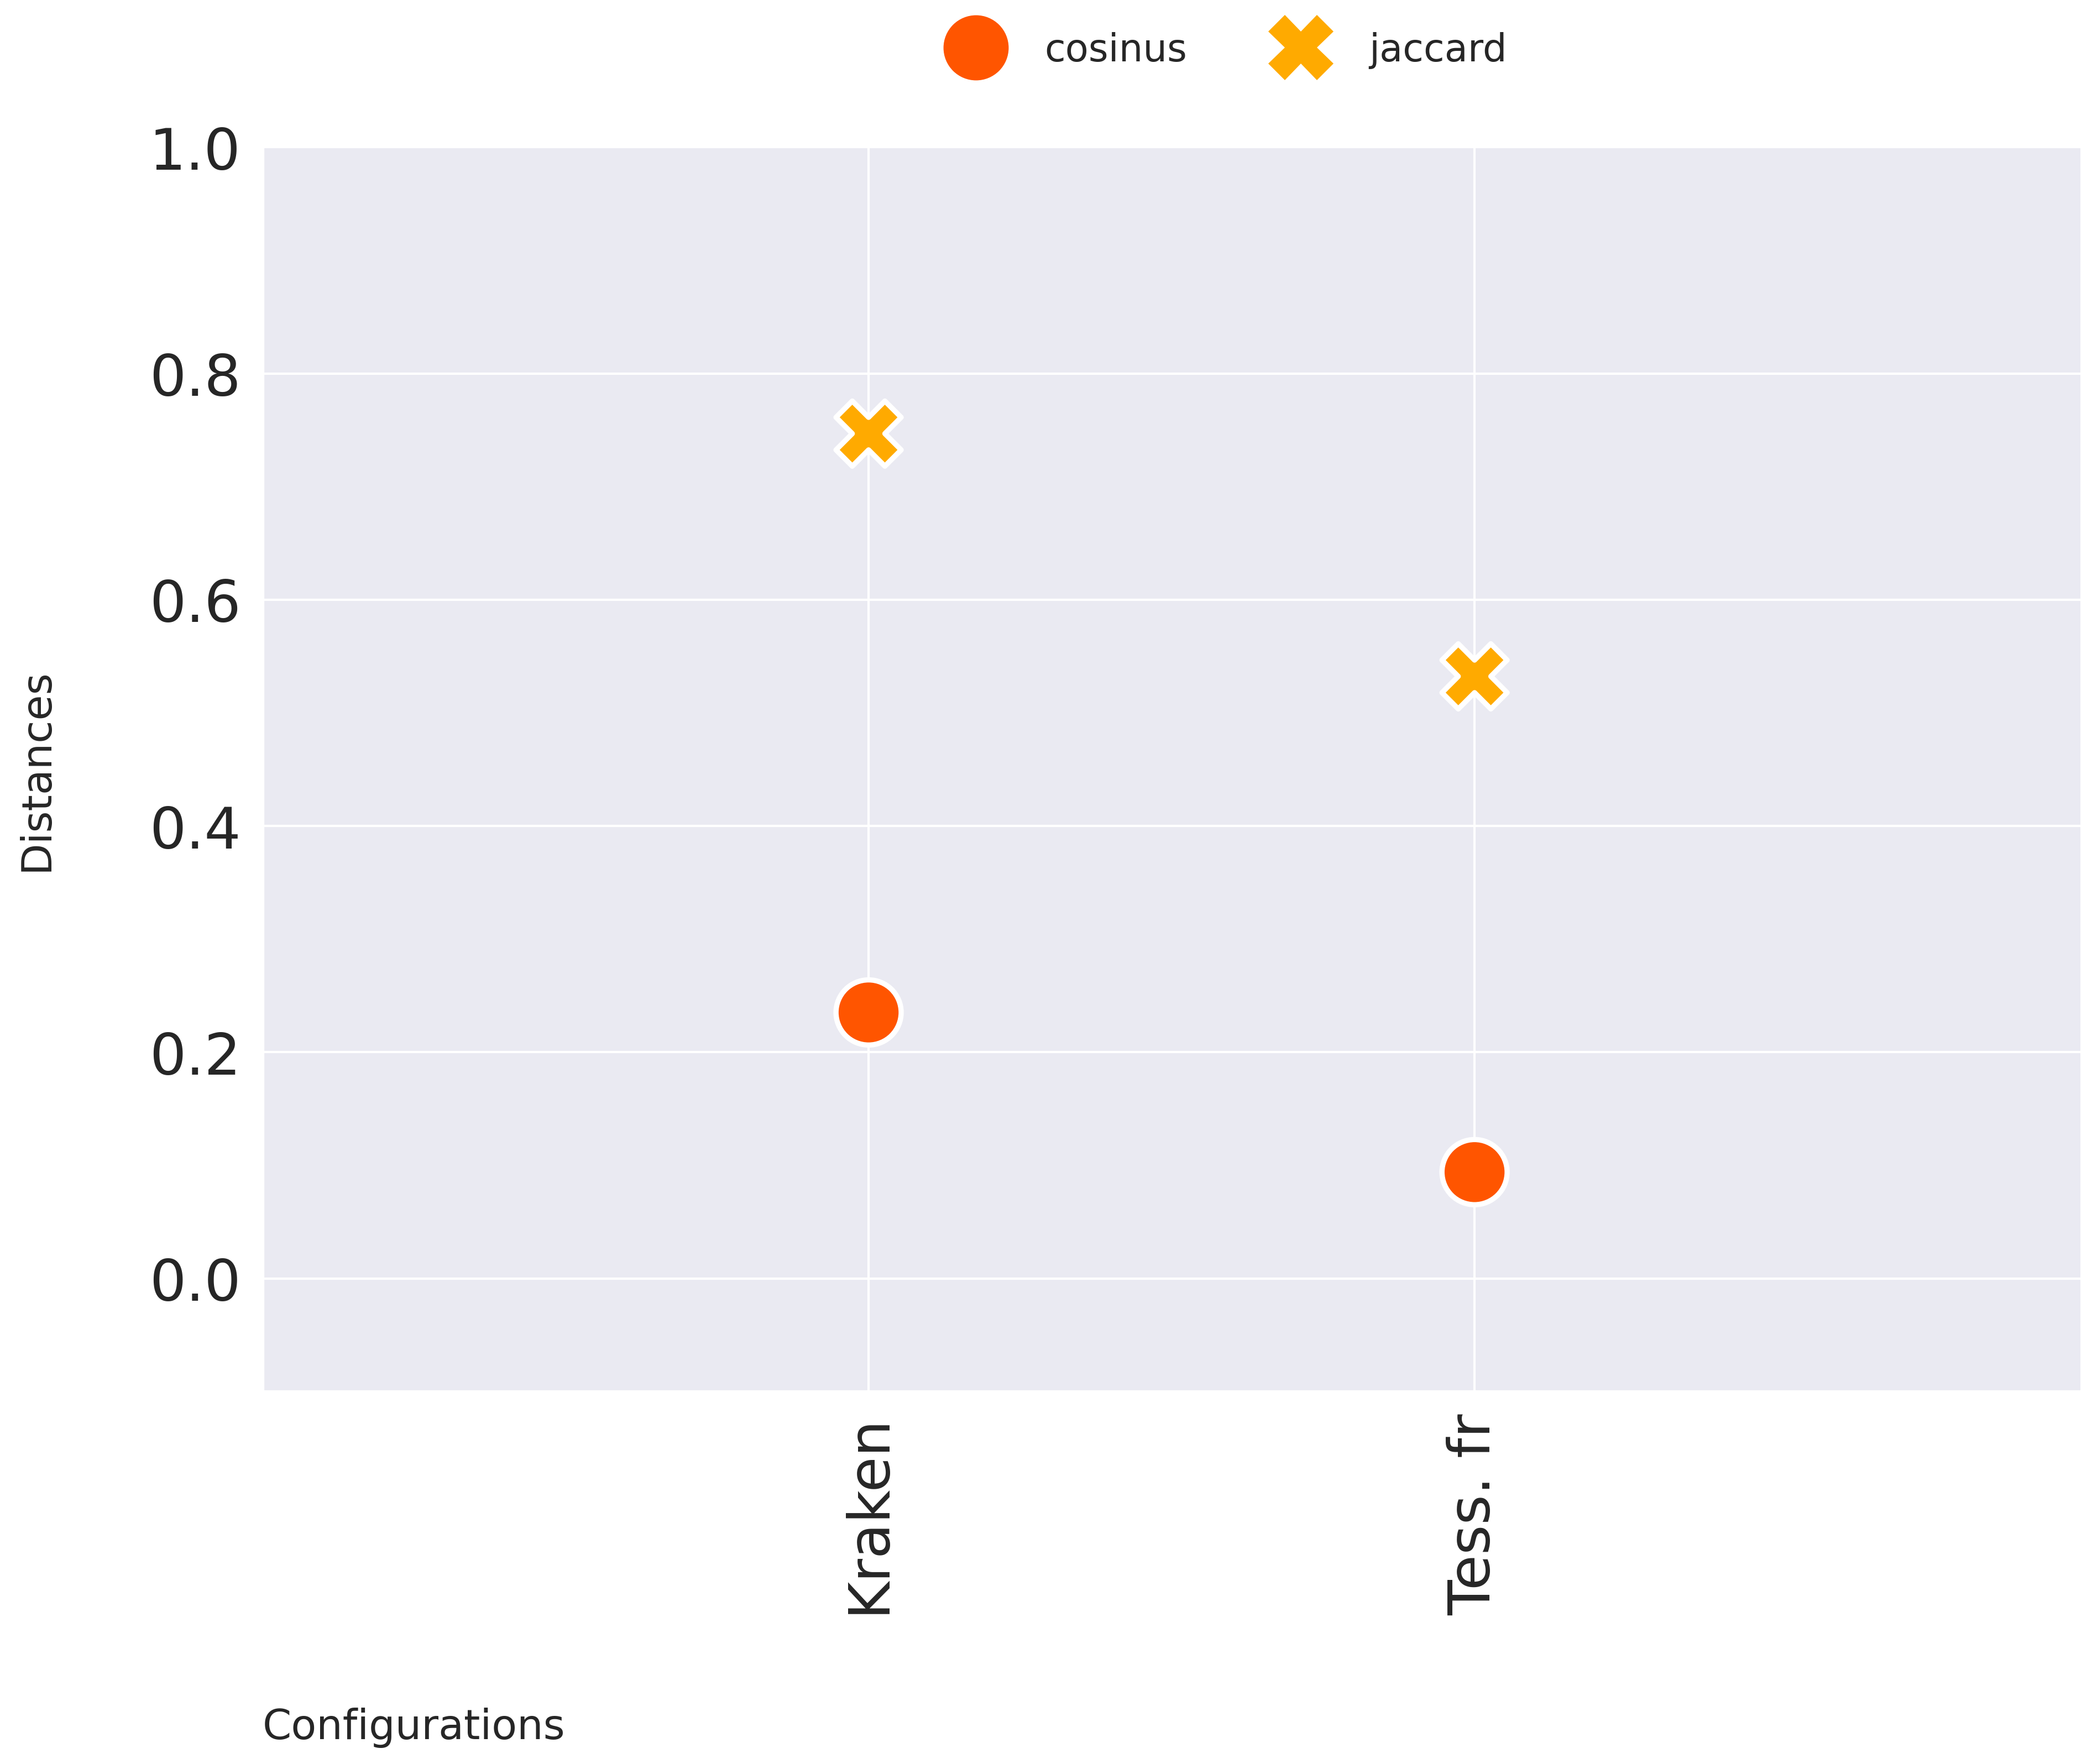 cosinus jaccard
1.0
0.8
0.6
0.4
0.2
0.0
Distances
Kraken
Tess. fr
Configurations